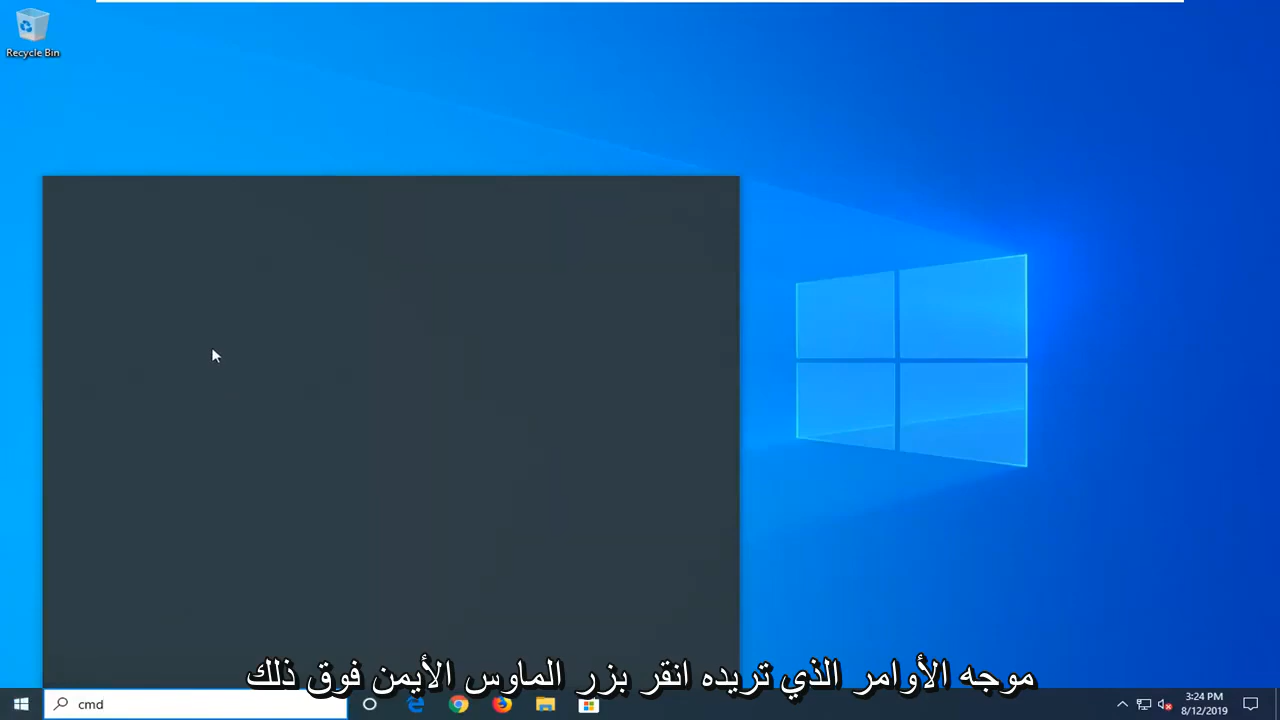 Recycle Bin
موجه الأوامر الذي تريده انقر بزر الماوس الأيمن فوق ذلك
cmd
3:24 PM
8/12/2019